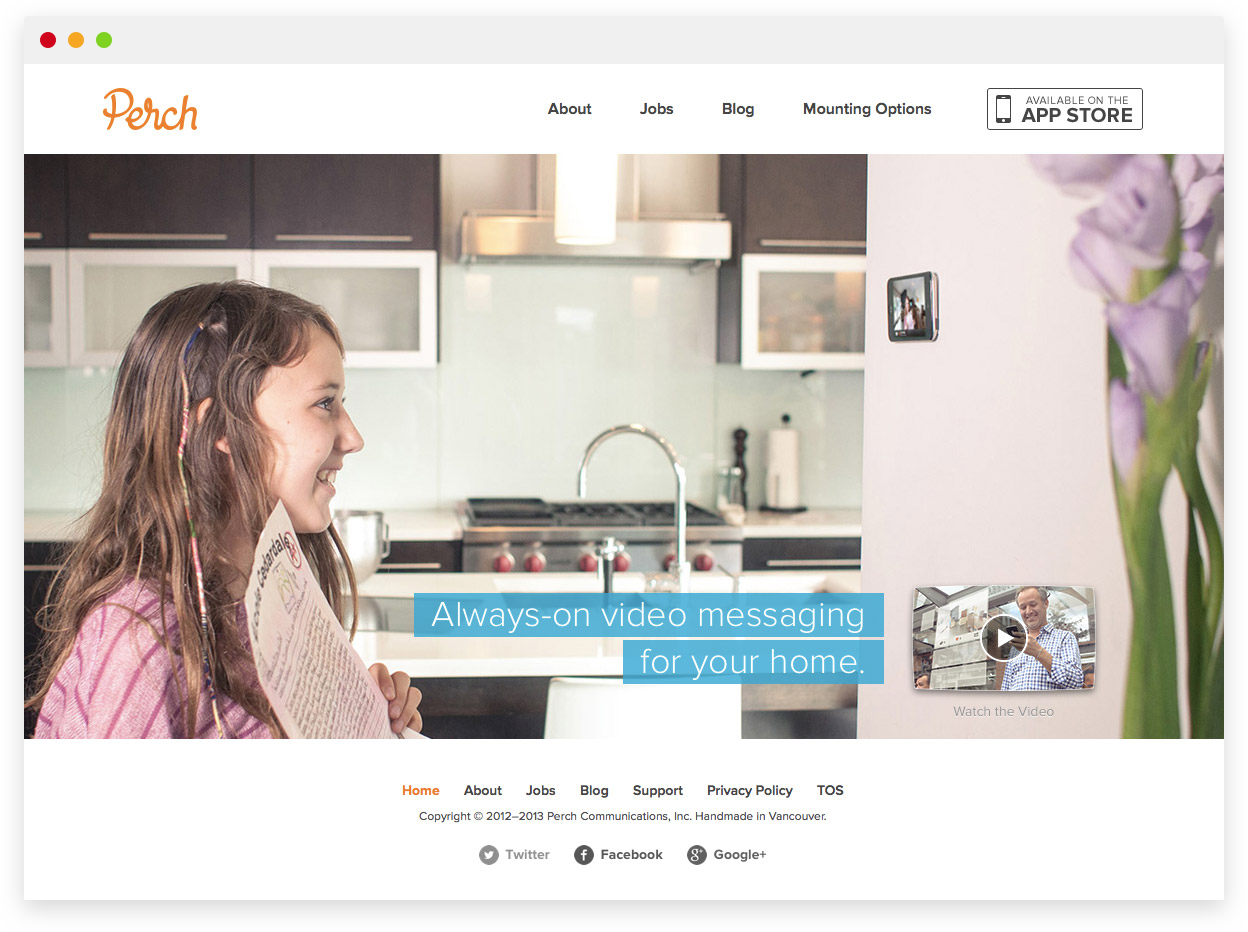 Perch
About Jobs Blog Mounting Options
AVAILABLE ON THE
APP STORE
Cedardale
Always-on video messaging
for your home.
Watch the Video
Home About Jobs Blog Support Privacy Policy TOS
Copyright © 2012–2013 Perch Communications, Inc. Handmade in Vancouver.
Twitter Facebook Google+